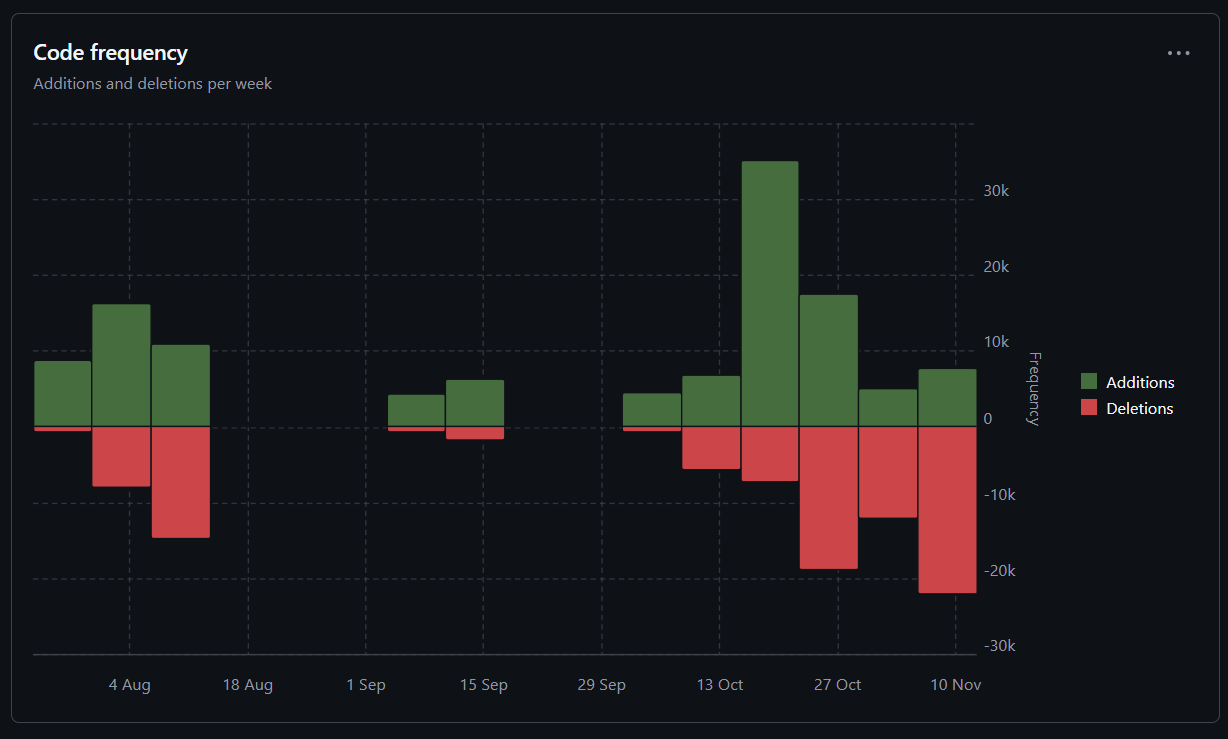 Code frequency
Additions and deletions per week
30k
20k
10k
0
-10k
-20k
-30k
Frequency
Additions
Deletions
4 Aug
18 Aug
1 Sep
15 Sep
29 Sep
13 Oct
27 Oct
10 Nov